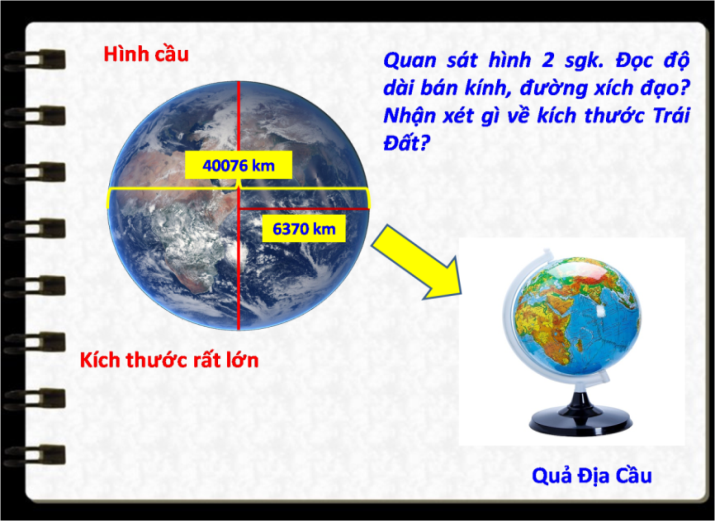 Hình cầu
Quan sát hình 2 sgk. Đọc độ
dài bán kính, đường xích đạo?
Nhận xét gì về kích thước Trái
Đất?
40076 km
6370 km
Kích thước rất lớn
Quả Địa Cầu